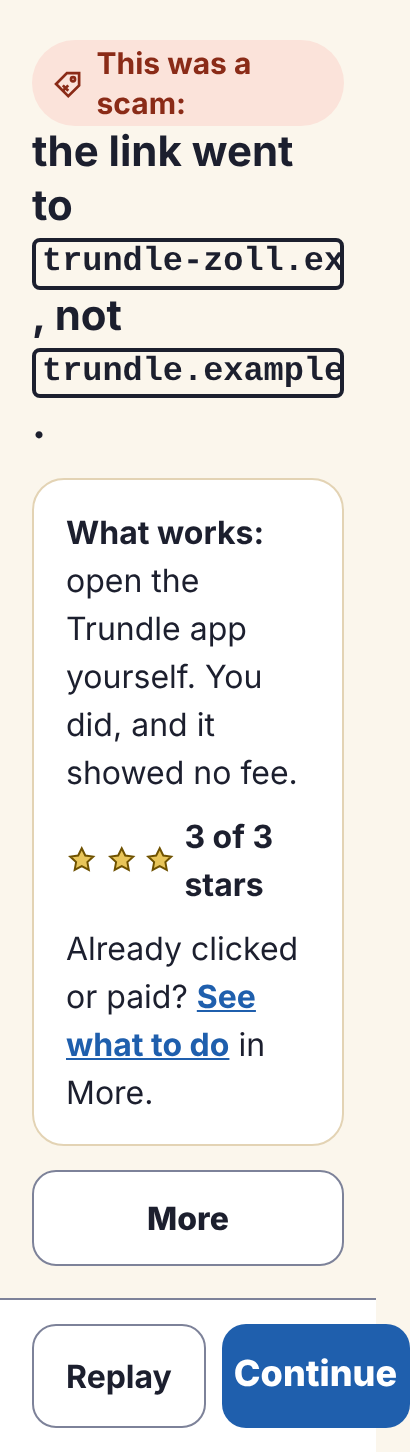 This was a
scam:
the link went
to
trundle-zoll.ex
, not
trundle.example
.
What works:
open the
Trundle app
yourself. You
did, and it
showed no fee.
3 of 3
stars
Already clicked
or paid? See
what to do in
More.
More
Replay
Continue